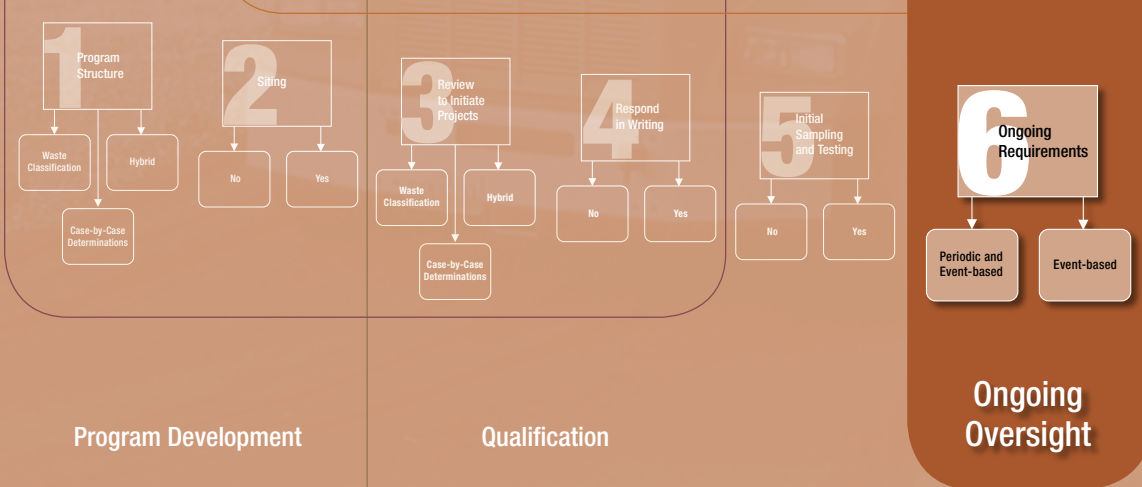 1
Program
Structure
Waste
Classification
Hybrid
Case-by-Case
Determinations
2
Siting
No
Yes
3
Review
to Initiate
Projects
Waste
Classification
Hybrid
Case-by-Case
Determinations
4
Respond
in Writing
No
Yes
5
Initial
Sampling
and Testing
No
Yes
6
Ongoing
Requirements
Periodic and
Event-based
Event-based
Program Development
Qualification
Ongoing
Oversight